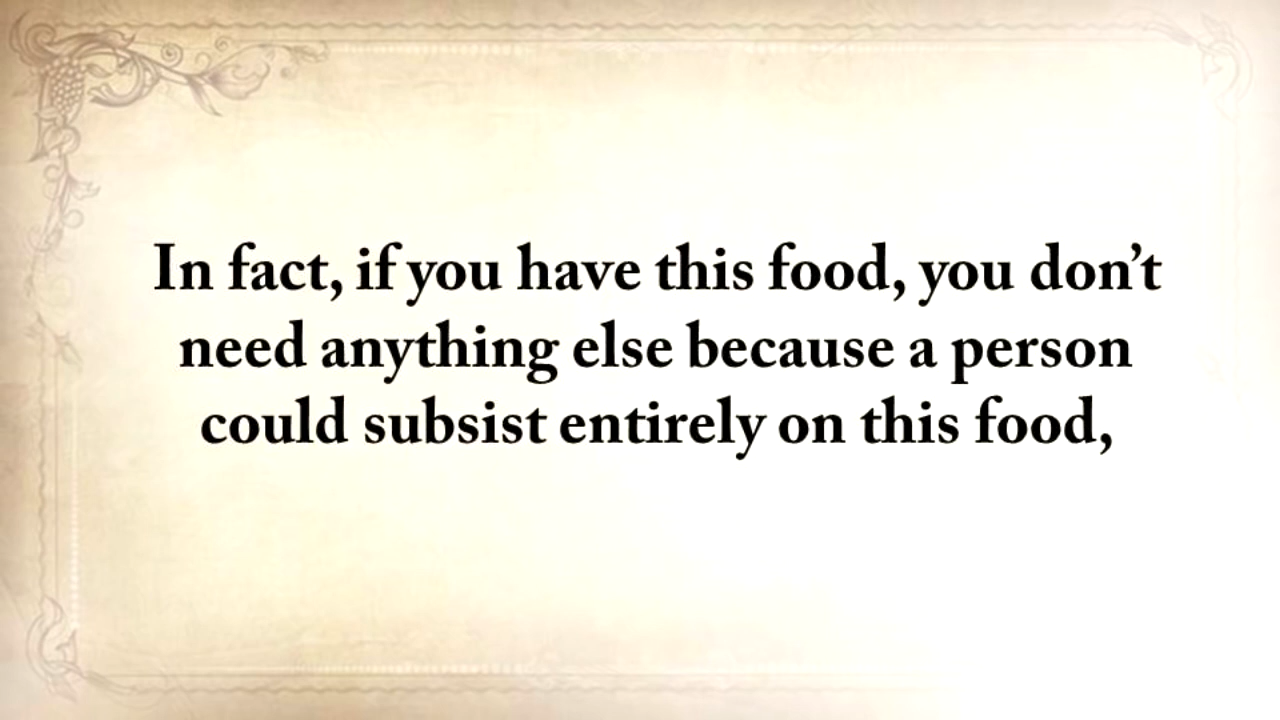 In fact, if you have this food, you don’t
need anything else because a person
could subsist entirely on this food,